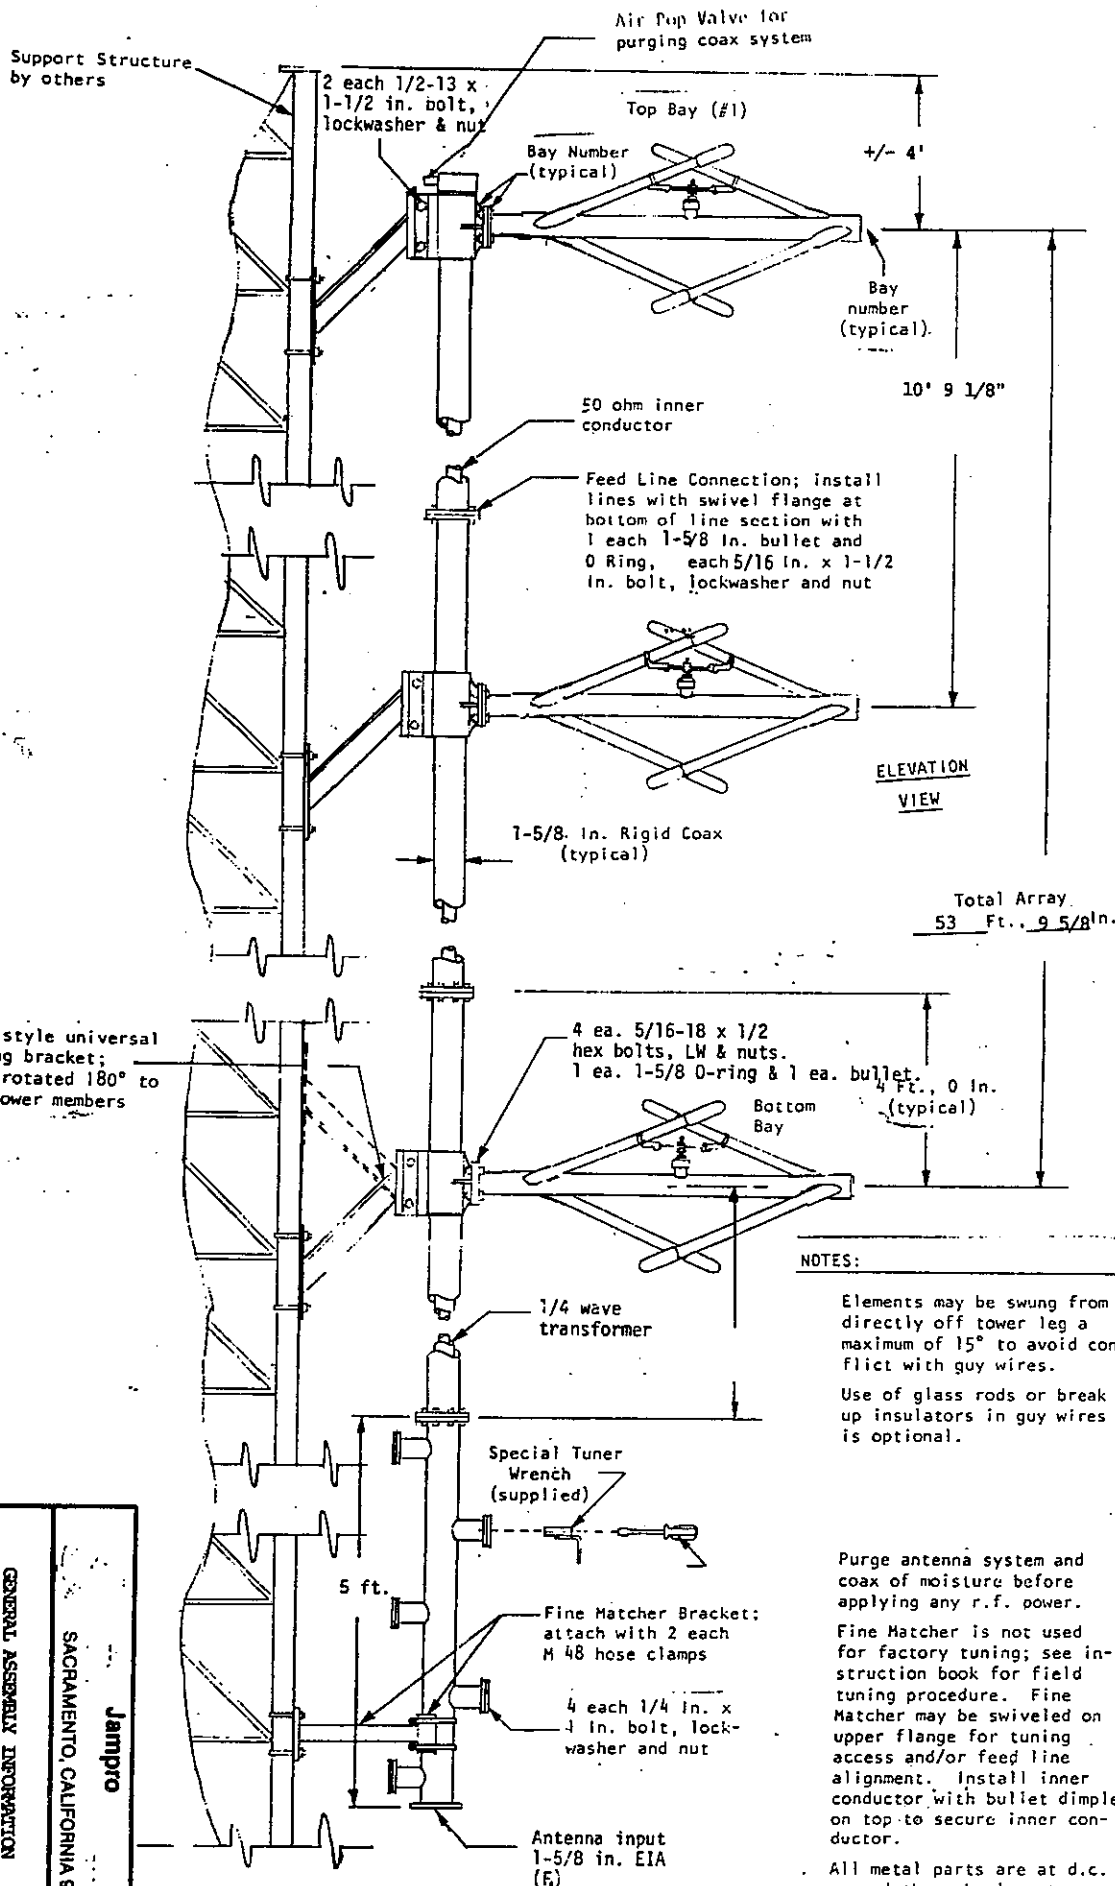 Air Pop Valve for
purging coax system
Support Structure
by others
2 each 1/2-13 x
1-1/2 in. bolt,
lockwasher & nut
Top Bay (#1)
Bay Number
(typical)
+/- 4'
Bay
number
(typical).
10' 9 1/8"
50 ohm inner
conductor
Feed Line Connection; install
lines with swivel flange at
bottom of line section with
1 each 1-5/8 in. bullet and
O Ring, each 5/16 in. x 1-1/2
in. bolt, lockwasher and nut
ELEVATION
VIEW
1-5/8 In. Rigid Coax
(typical)
Total Array
53 Ft., 9 5/8 In.
style universal
bracket;
rotated 180° to
members
4 ea. 5/16-18 x 1/2
hex bolts, LW & nuts.
1 ea. 1-5/8 O-ring & 1 ea. bullet.
4 Ft., 0 In.
(typical)
Bottom
Bay
NOTES:
1/4 wave
transformer
Elements may be swung from
directly off tower leg a
maximum of 15° to avoid con
flict with guy wires.
Use of glass rods or break
up insulators in guy wires
is optional.
Special Tuner
Wrench
(supplied)
5 ft.
Fine Matcher Bracket;
attach with 2 each
M 48 hose clamps
4 each 1/4 in. x
1 in. bolt, lock-
washer and nut
Purge antenna system and
coax of moisture before
applying any r.f. power.
Fine Matcher is not used
for factory tuning; see in-
struction book for field
tuning procedure. Fine
Matcher may be swiveled on
upper flange for tuning
access and/or feed line
alignment. Install inner
conductor with bullet dimple
on top to secure inner con-
ductor.
All metal parts are at d.c.
Antenna input
1-5/8 in. EIA
Jampro
SACRAMENTO, CALIFORNIA
GENERAL ASSEMBLY INFORMATION